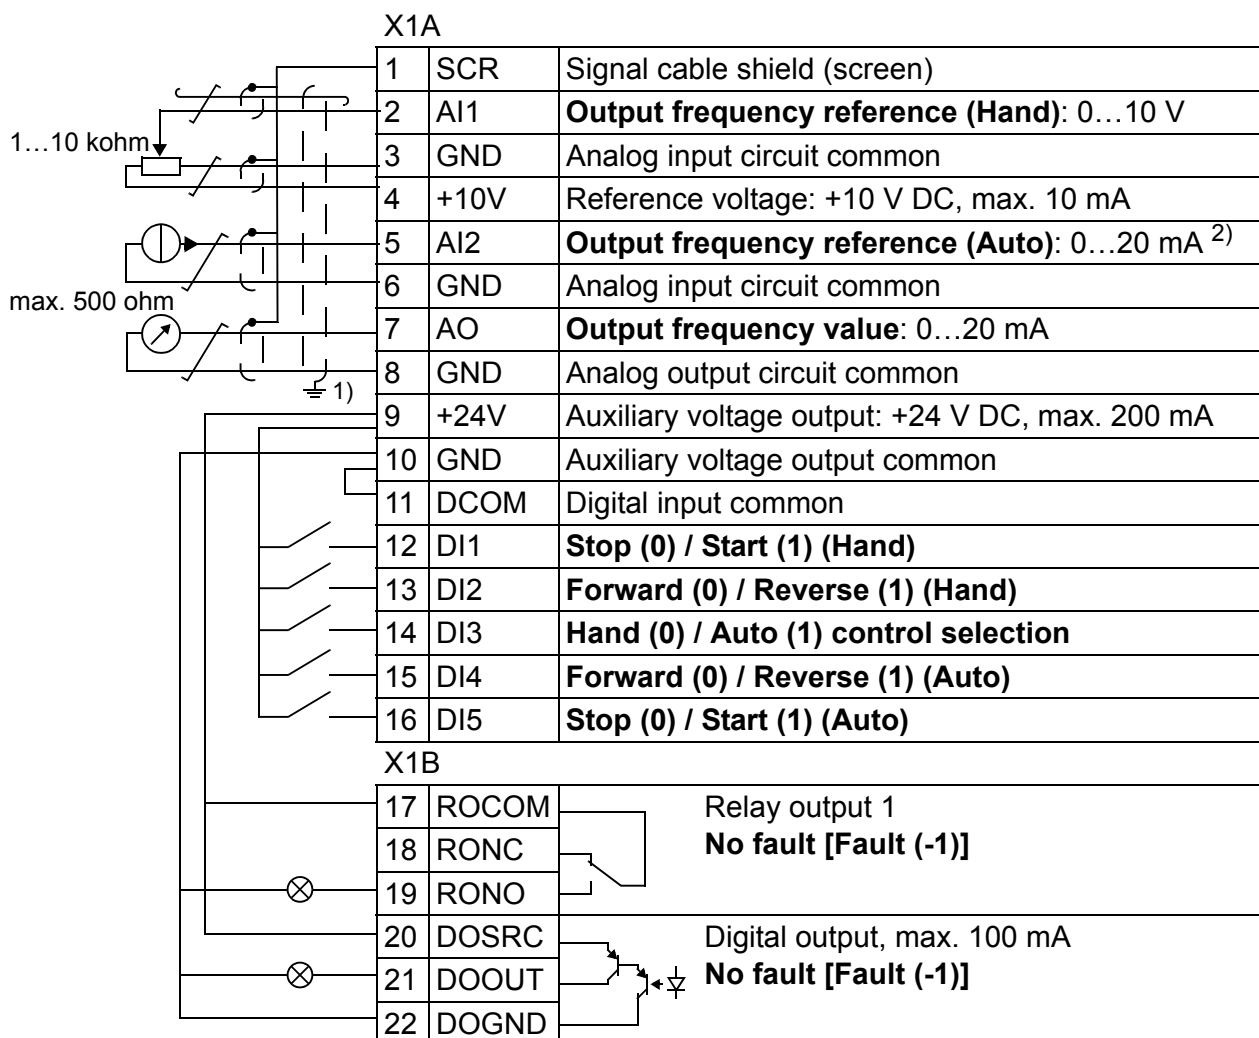 X1A
1 SCR Signal cable shield (screen)
2 AI1 Output frequency reference (Hand): 0…10 V
1…10 kohm
3 GND Analog input circuit common
4 +10V Reference voltage: +10 V DC, max. 10 mA
5 AI2 Output frequency reference (Auto): 0…20 mA 2)
6 GND Analog input circuit common
max. 500 ohm
7 AO Output frequency value: 0…20 mA
8 GND Analog output circuit common
1)
9 +24V Auxiliary voltage output: +24 V DC, max. 200 mA
10 GND Auxiliary voltage output common
11 DCOM Digital input common
12 DI1 Stop (0) / Start (1) (Hand)
13 DI2 Forward (0) / Reverse (1) (Hand)
14 DI3 Hand (0) / Auto (1) control selection
15 DI4 Forward (0) / Reverse (1) (Auto)
16 DI5 Stop (0) / Start (1) (Auto)
X1B
17 ROCOM Relay output 1
18 RONC No fault [Fault (-1)]
19 RONO
20 DOSRC Digital output, max. 100 mA
21 DOOUT No fault [Fault (-1)]
22 DOGND